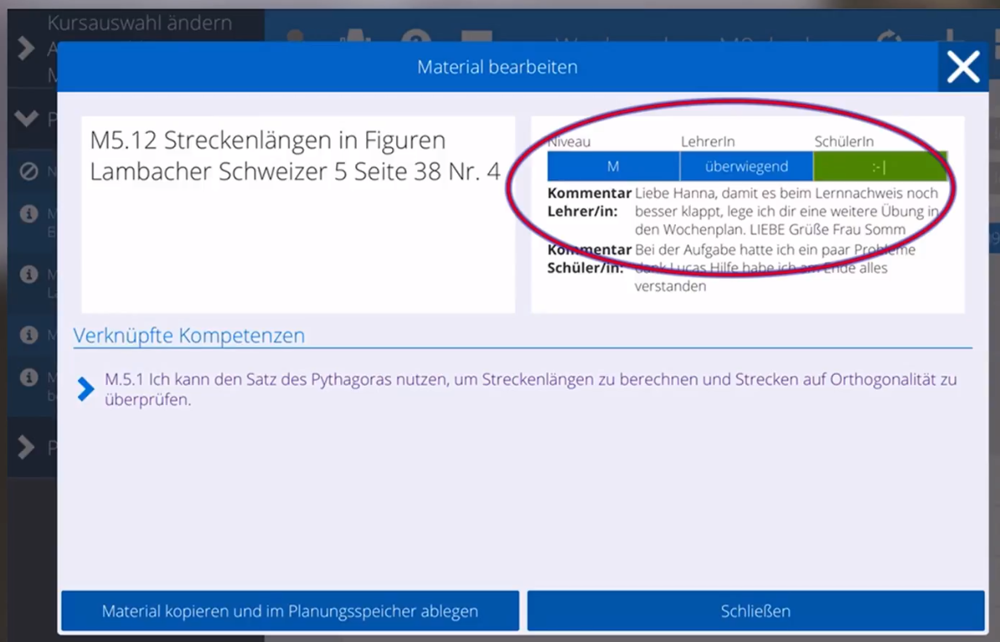 Kursauswahl ändern
Material bearbeiten
M5.12 Streckenlängen in Figuren
Lambacher Schweizer 5 Seite 38 Nr. 4
Niveau LehrerIn SchülerIn
M überwiegend :-|
Kommentar Liebe Hanna, damit es beim Lernnachweis noch
Lehrer/in: besser klappt, lege ich dir eine weitere Übung in
den Wochenplan. LIEBE Grüße Frau Somm
Kommentar Bei der Aufgabe hatte ich ein paar Probleme
Schüler/in: dank Lucas Hilfe habe ich am Ende alles
verstanden
Verknüpfte Kompetenzen
M.5.1 Ich kann den Satz des Pythagoras nutzen, um Streckenlängen zu berechnen und Strecken auf Orthogonalität zu
überprüfen.
Material kopieren und im Planungsspeicher ablegen
Schließen